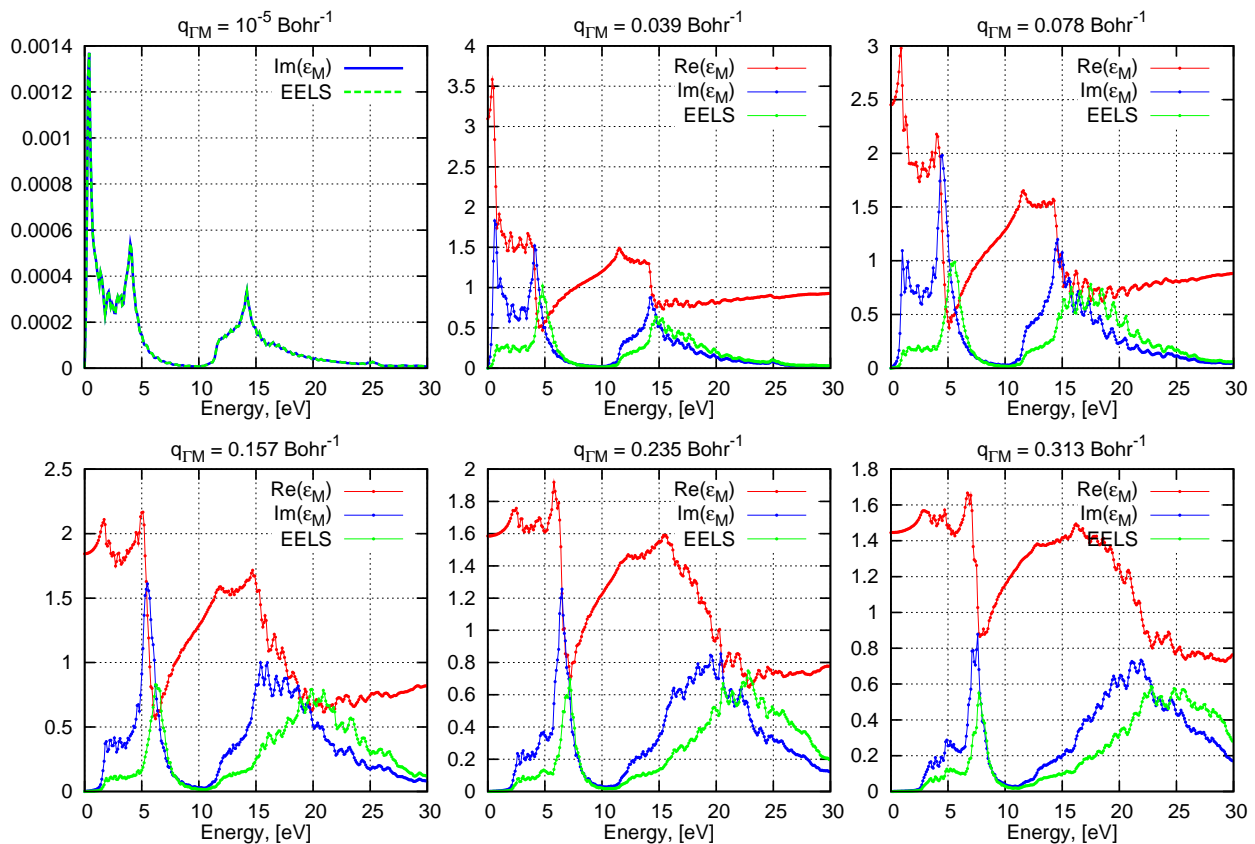 q_ΓM = 10^-5 Bohr^-1
0.0014
0.0012
0.001
0.0008
0.0006
0.0004
0.0002
0
Im(ε_M)
EELS
0 5 10 15 20 25 30
Energy, [eV]
q_ΓM = 0.039 Bohr^-1
4
3.5
3
2.5
2
1.5
1
0.5
0
Re(ε_M)
Im(ε_M)
EELS
0 5 10 15 20 25 30
Energy, [eV]
q_ΓM = 0.078 Bohr^-1
3
2.5
2
1.5
1
0.5
0
Re(ε_M)
Im(ε_M)
EELS
0 5 10 15 20 25 30
Energy, [eV]
q_ΓM = 0.157 Bohr^-1
2.5
2
1.5
1
0.5
0
Re(ε_M)
Im(ε_M)
EELS
0 5 10 15 20 25 30
Energy, [eV]
q_ΓM = 0.235 Bohr^-1
2
1.8
1.6
1.4
1.2
1
0.8
0.6
0.4
0.2
0
Re(ε_M)
Im(ε_M)
EELS
0 5 10 15 20 25 30
Energy, [eV]
q_ΓM = 0.313 Bohr^-1
1.8
1.6
1.4
1.2
1
0.8
0.6
0.4
0.2
0
Re(ε_M)
Im(ε_M)
EELS
0 5 10 15 20 25 30
Energy, [eV]